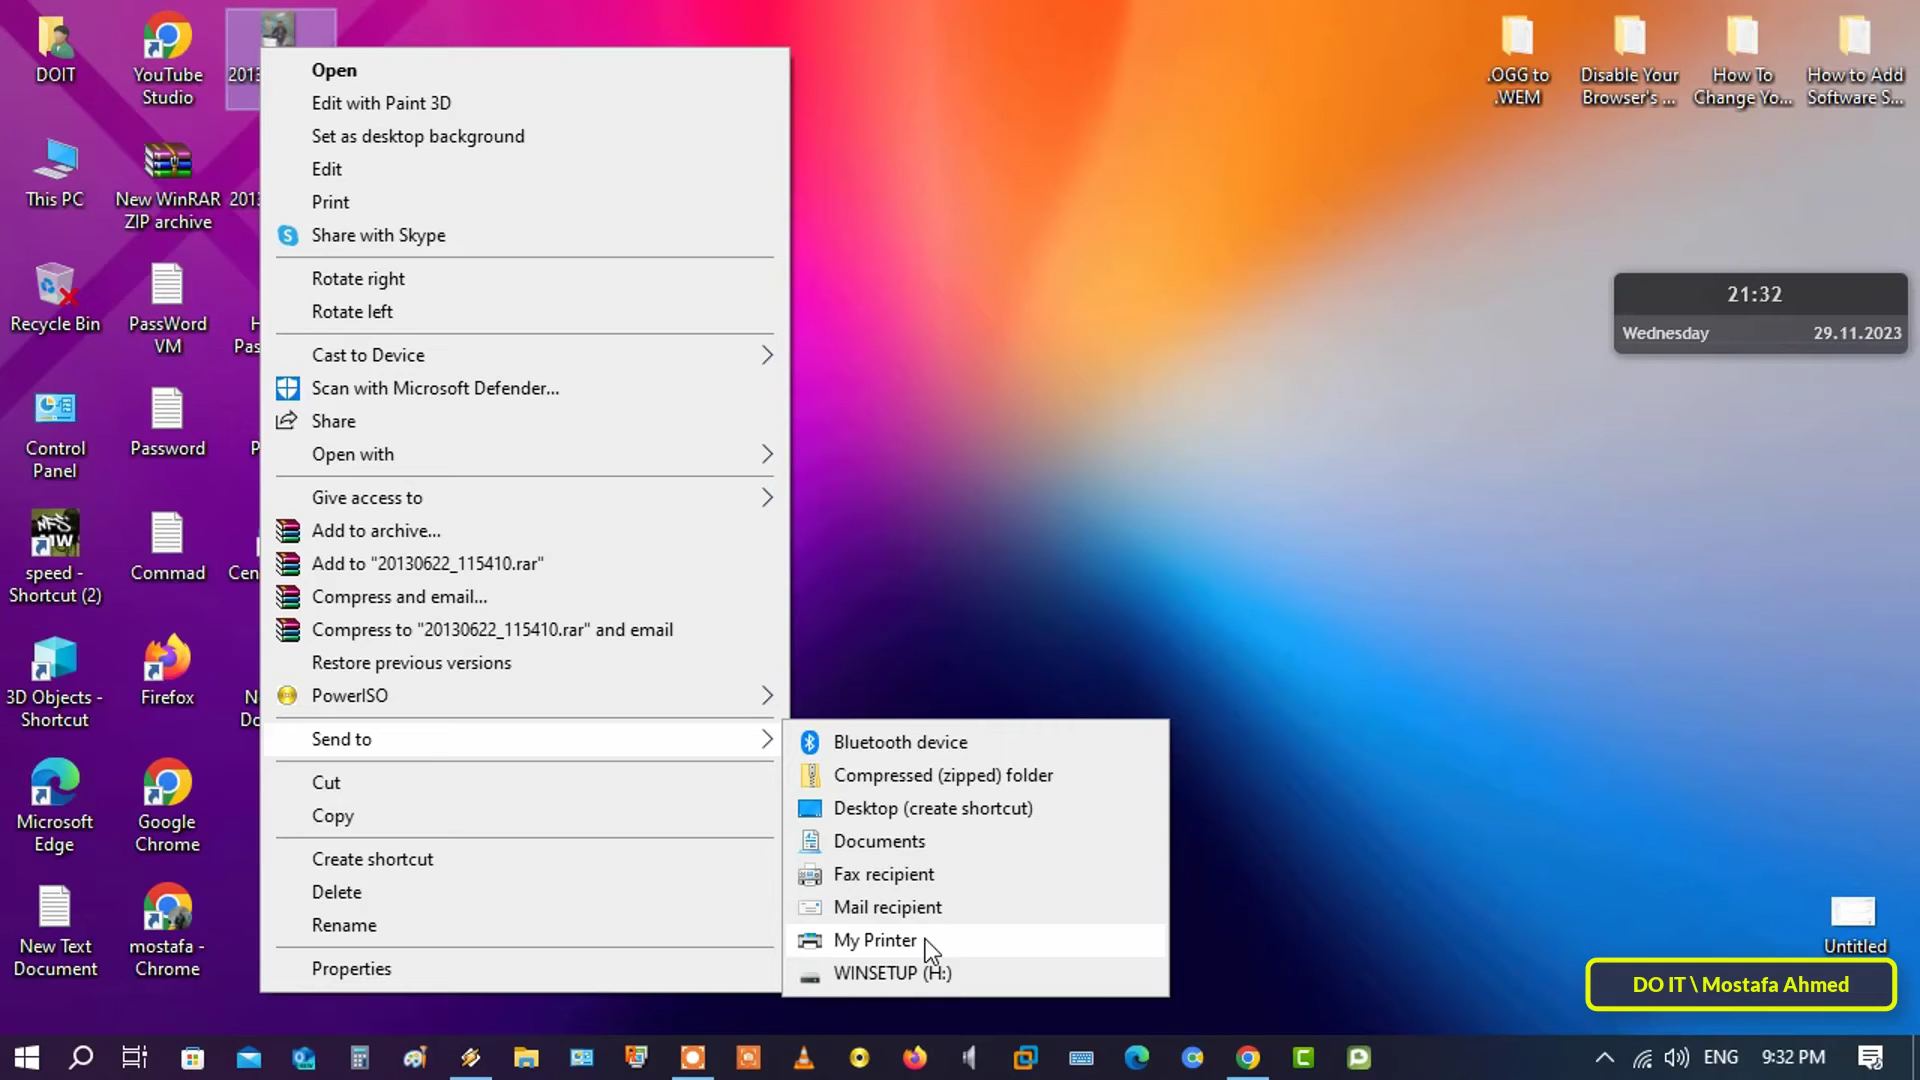 DOIT
YouTube
Studio
This PC
New WinRAR
ZIP archive
Recycle Bin
PassWord
VM
Control
Panel
Password
speed -
Shortcut (2)
Commad
3D Objects -
Shortcut
Firefox
Microsoft
Edge
Google
Chrome
New Text
Document
mostafa -
Chrome
Open
Edit with Paint 3D
Set as desktop background
Edit
Print
Share with Skype
Rotate right
Rotate left
Cast to Device
Scan with Microsoft Defender...
Share
Open with
Give access to
Add to archive...
Add to "20130622_115410.rar"
Compress and email...
Compress to "20130622_115410.rar" and email
Restore previous versions
PowerISO
Send to
Cut
Copy
Create shortcut
Delete
Rename
Properties
Bluetooth device
Compressed (zipped) folder
Desktop (create shortcut)
Documents
Fax recipient
Mail recipient
My Printer
WINSETUP (H:)
.OGG to
.WEM
Disable Your
Browser's ...
How To
Change Yo...
How to Add
Software S...
21:32
Wednesday 29.11.2023
Untitled
DO IT \ Mostafa Ahmed
ENG
9:32 PM